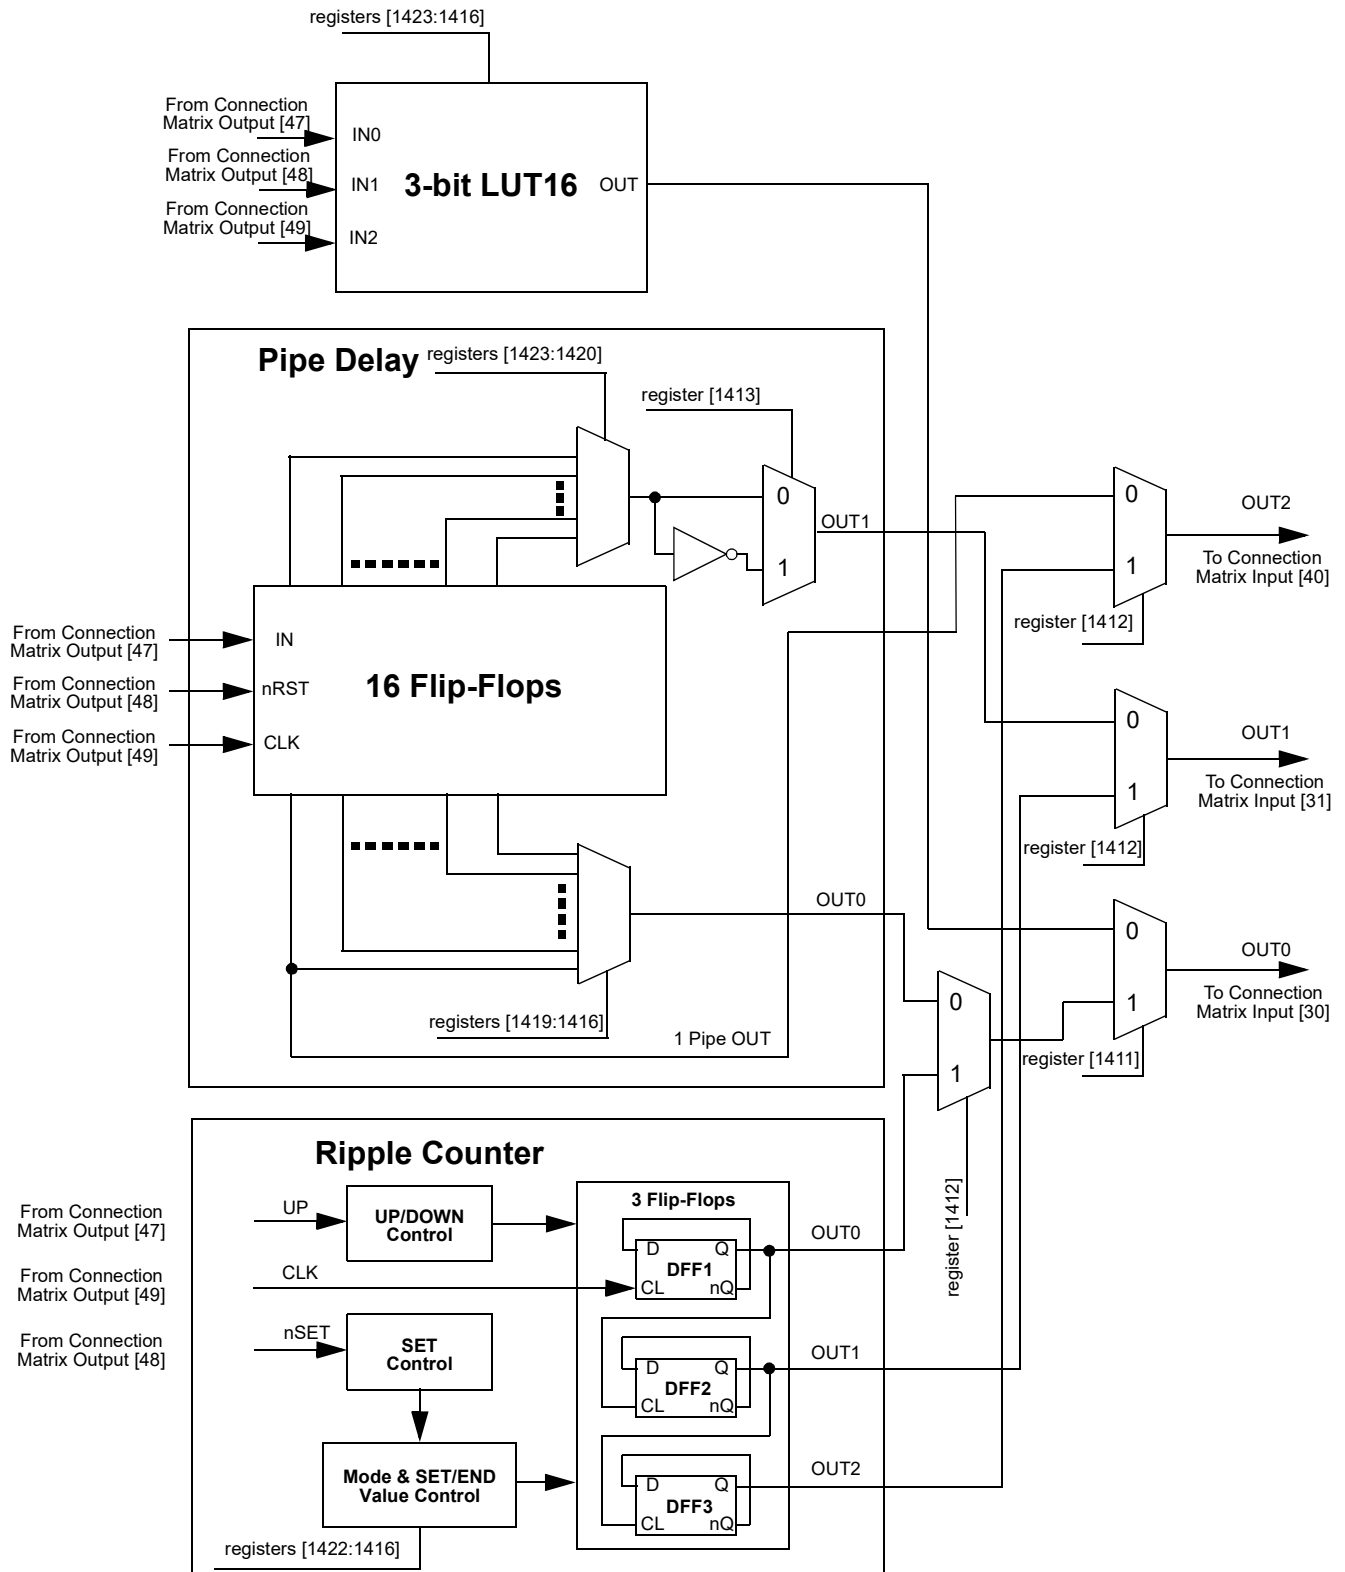 registers [1423:1416]
From Connection
Matrix Output [47]
IN0
From Connection
Matrix Output [48]
IN1
3-bit LUT16
OUT
From Connection
Matrix Output [49]
IN2
Pipe Delay
registers [1423:1420]
register [1413]
0
1
OUT1
0
1
OUT2
To Connection
Matrix Input [40]
register [1412]
From Connection
Matrix Output [47]
IN
From Connection
Matrix Output [48]
nRST
16 Flip-Flops
From Connection
Matrix Output [49]
CLK
0
1
OUT1
To Connection
Matrix Input [31]
register [1412]
OUT0
registers [1419:1416]
1 Pipe OUT
0
1
register [1412]
0
1
OUT0
To Connection
Matrix Input [30]
register [1411]
Ripple Counter
From Connection
Matrix Output [47]
UP
UP/DOWN
Control
3 Flip-Flops
D
Q
DFF1
CL
nQ
OUT0
From Connection
Matrix Output [49]
CLK
From Connection
Matrix Output [48]
nSET
SET
Control
D
Q
DFF2
CL
nQ
OUT1
Mode & SET/END
Value Control
D
Q
DFF3
CL
nQ
OUT2
registers [1422:1416]